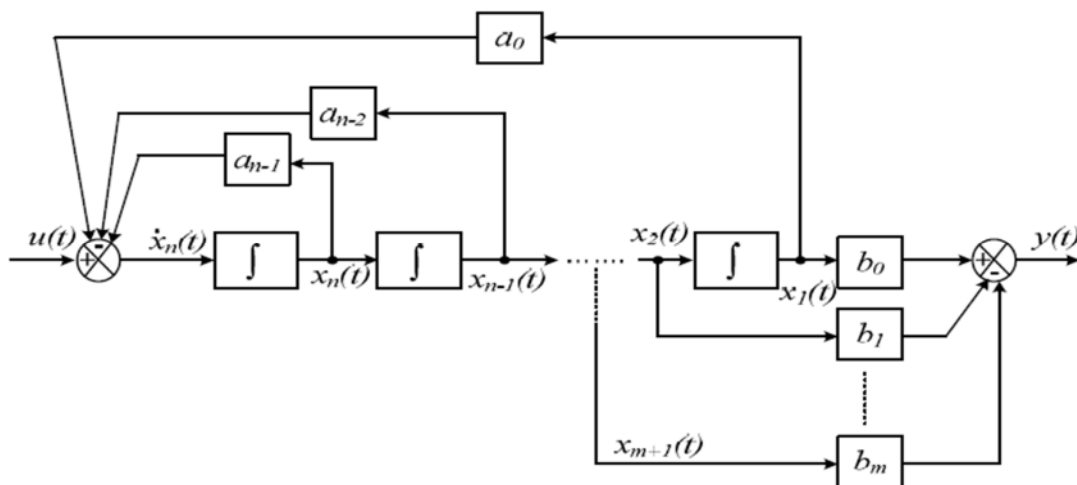 a₀
aₙ₋₂
aₙ₋₁
u(t)
+
-
ẋₙ(t)
∫
xₙ(t)
∫
xₙ₋₁(t)
x₂(t)
∫
x₁(t)
b₀
+
-
y(t)
b₁
xₘ₊₁(t)
bₘ